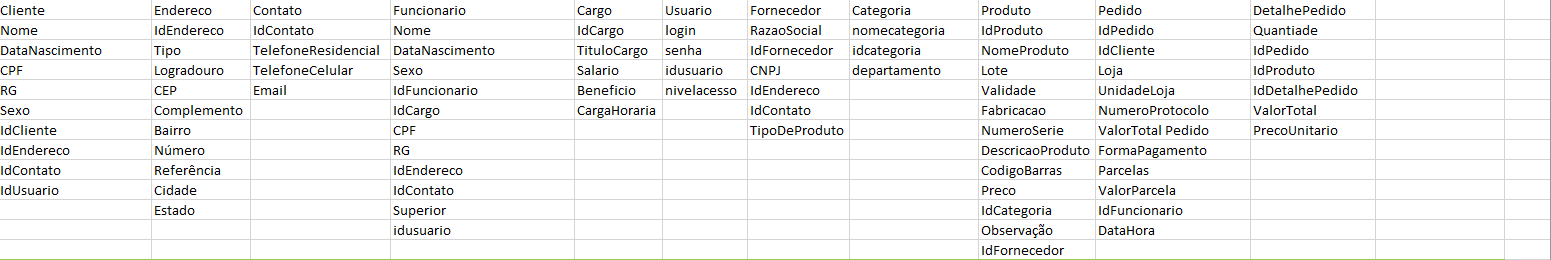 Cliente Endereco Contato Funcionario Cargo Usuario Fornecedor Categoria Produto Pedido DetalhePedido
Nome IdEndereco IdContato Nome IdCargo login RazaoSocial nomecategoria IdProduto IdPedido Quantiade
DataNascimento Tipo TelefoneResidencial DataNascimento TituloCargo senha IdFornecedor idcategoria NomeProduto IdCliente IdPedido
CPF Logradouro TelefoneCelular Sexo Salario idusuario CNPJ departamento Lote Loja IdProduto
RG CEP Email IdFuncionario Beneficio nivelacesso IdEndereco Validade UnidadeLoja IdDetalhePedido
Sexo Complemento IdCargo CargaHoraria IdContato Fabricacao NumeroProtocolo ValorTotal
IdCliente Bairro CPF TipoDeProduto NumeroSerie ValorTotal Pedido PrecoUnitario
IdEndereco Número RG DescricaoProduto FormaPagamento
IdContato Referência IdEndereco CodigoBarras Parcelas
IdUsuario Cidade IdContato Preco ValorParcela
Estado Superior IdCategoria IdFuncionario
idusuario Observação DataHora
IdFornecedor